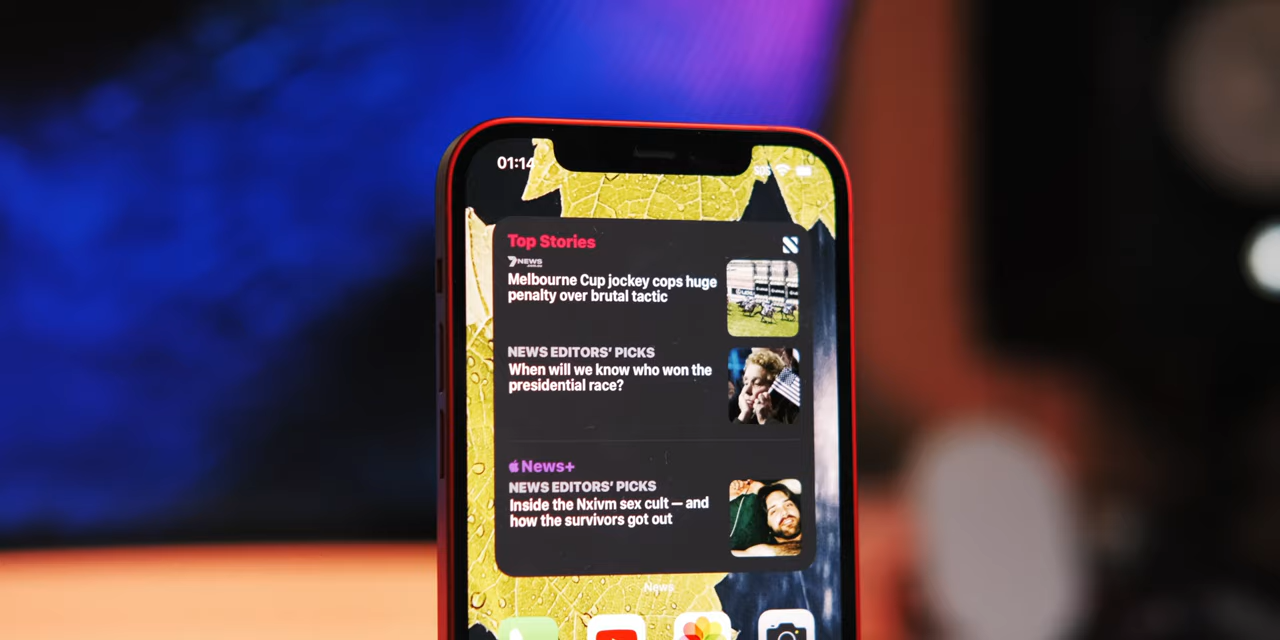 01:14
Top Stories
7NEWS
Melbourne Cup jockey cops huge
penalty over brutal tactic
NEWS EDITORS’ PICKS
When will we know who won the
presidential race?
News+
NEWS EDITORS’ PICKS
Inside the Nxivm sex cult — and
how the survivors got out
News